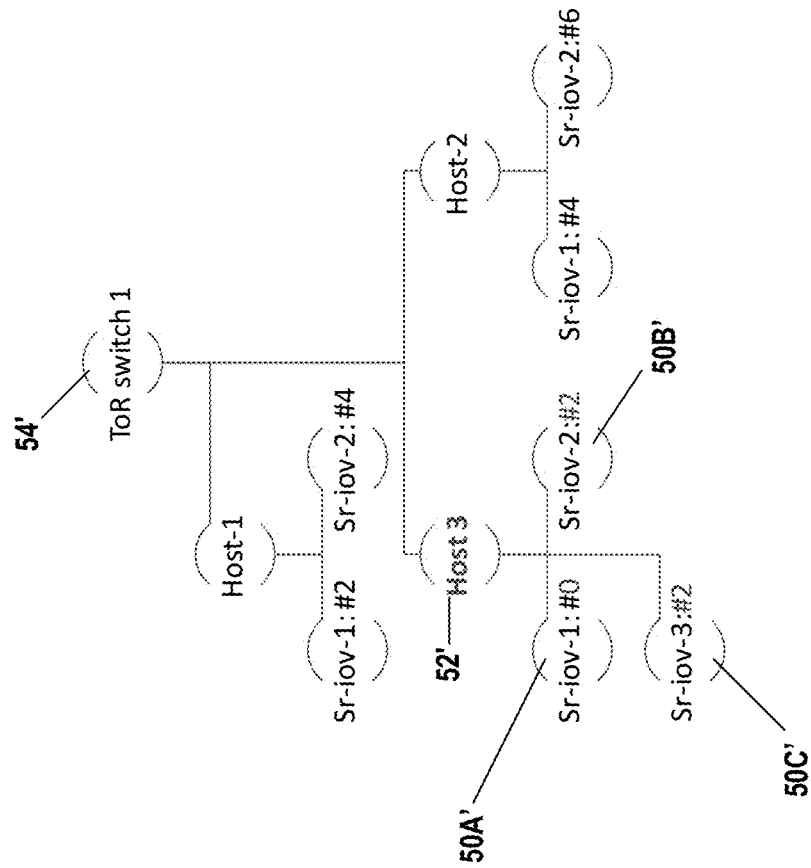 54'
ToR switch 1
Host-1
Sr-iov-1:#2
Sr-iov-2:#4
52'
Host 3
Host-2
50A'
Sr-iov-1:#0
Sr-iov-2:#2
50B'
Sr-iov-1:#4
Sr-iov-2:#6
Sr-iov-3:#2
50C'